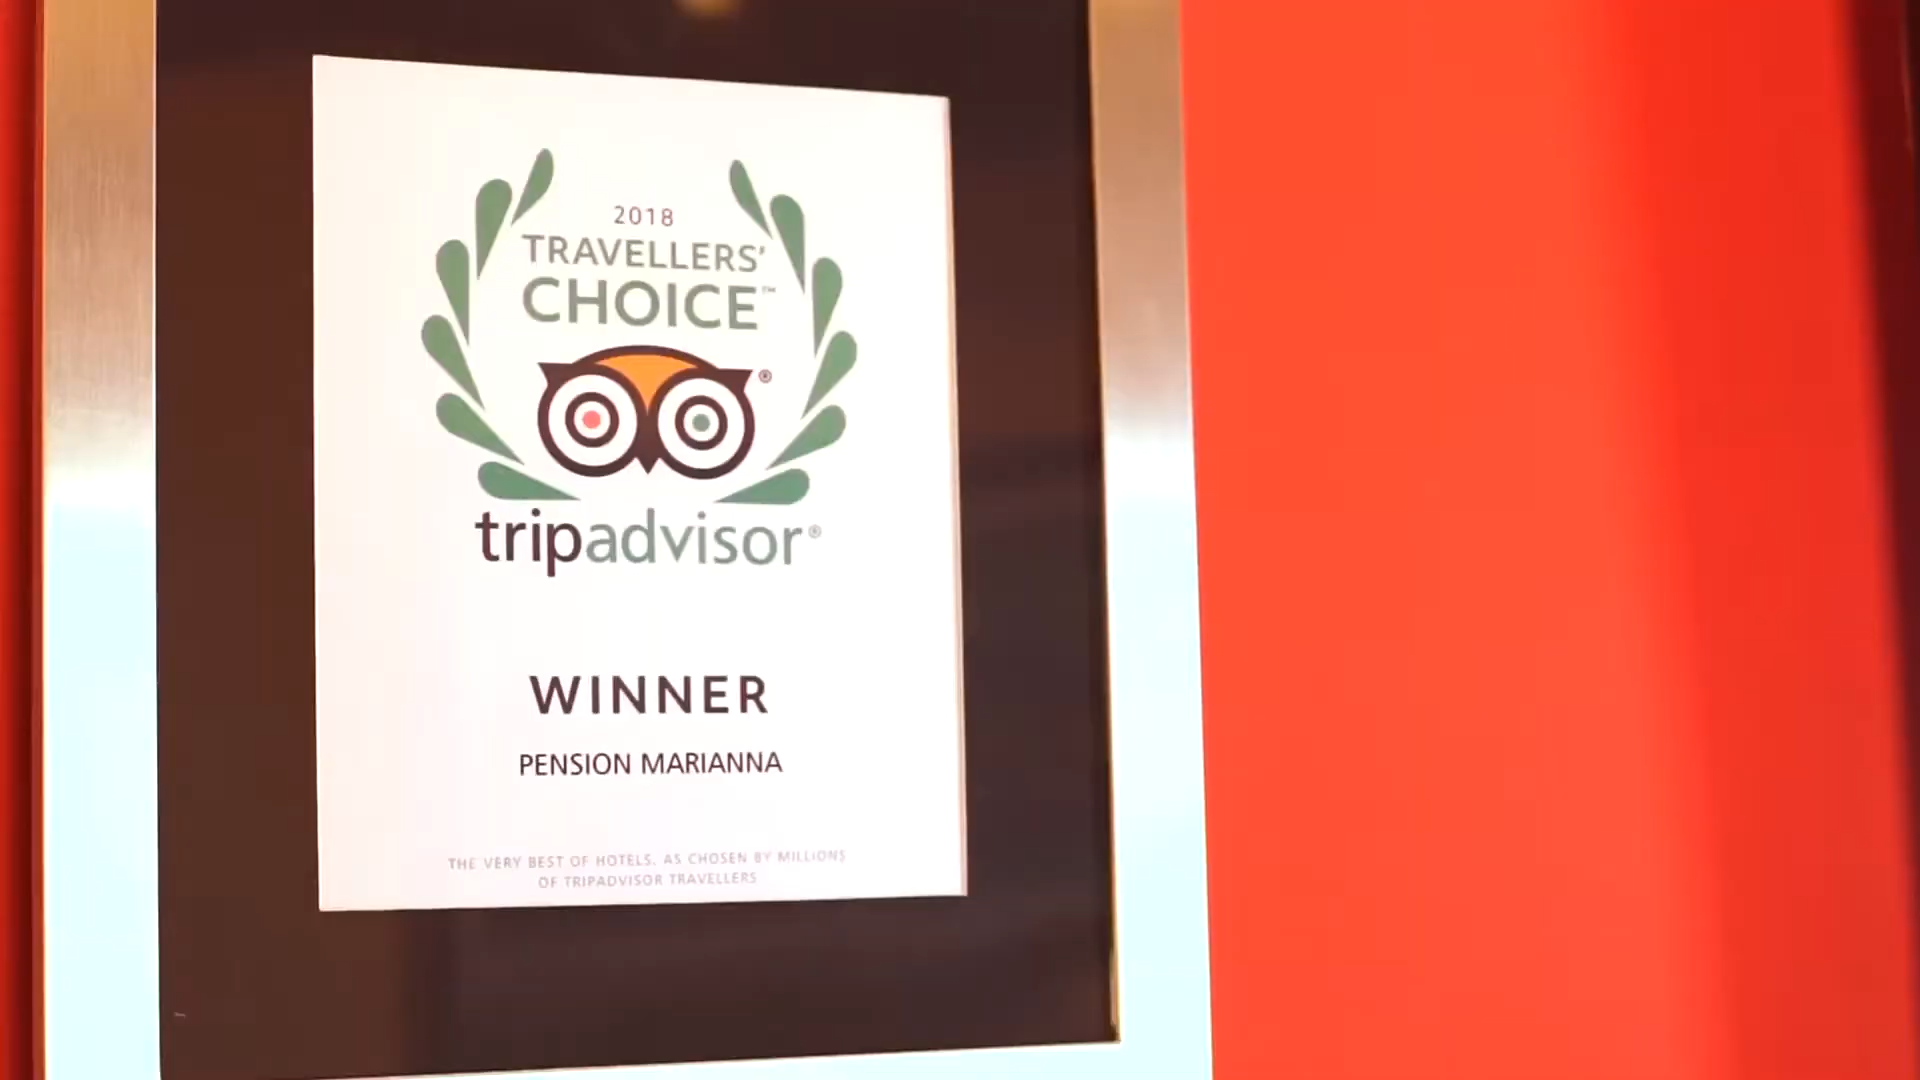 2018
TRAVELLERS'
CHOICE™
®
tripadvisor®
WINNER
PENSION MARIANNA
THE VERY BEST OF HOTELS, AS CHOSEN BY MILLIONS
OF TRIPADVISOR TRAVELLERS